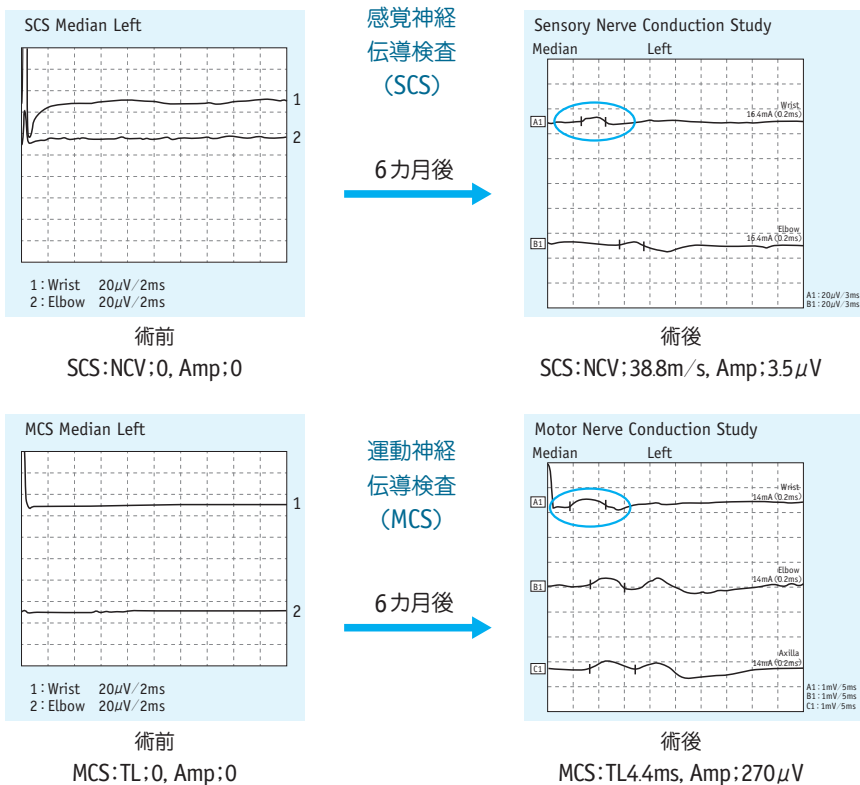 SCS Median Left
1
2
1：Wrist 20μV/2ms
2：Elbow 20μV/2ms
術前
SCS：NCV；0, Amp；0
感覚神経
伝導検査
（SCS）
6カ月後
Sensory Nerve Conduction Study
Median Left
Wrist
A1 16.4mA (0.2ms)
Elbow
B1 16.4mA (0.2ms)
A1：20μV/3ms
B1：20μV/3ms
術後
SCS：NCV；38.8m/s, Amp；3.5μV
MCS Median Left
1
2
1：Wrist 20μV/2ms
2：Elbow 20μV/2ms
術前
MCS：TL；0, Amp；0
運動神経
伝導検査
（MCS）
6カ月後
Motor Nerve Conduction Study
Median Left
Wrist
A1 14mA (0.2ms)
Elbow
B1 14mA (0.2ms)
Axilla
C1 14mA (0.2ms)
A1：1mV/5ms
B1：1mV/5ms
C1：1mV/5ms
術後
MCS：TL4.4ms, Amp；270μV